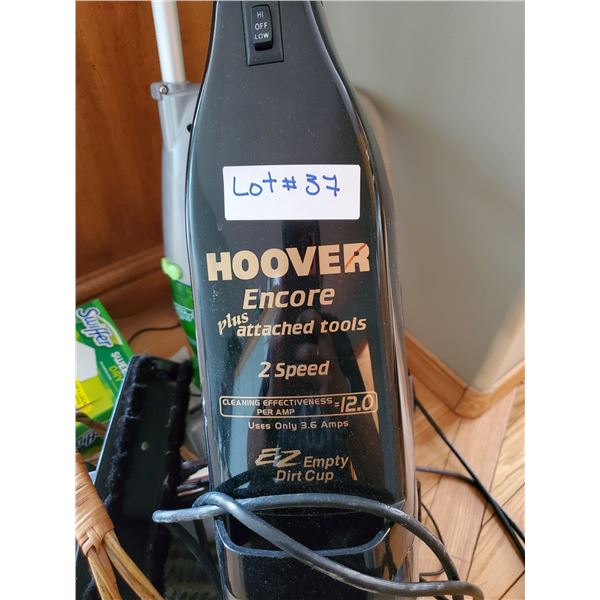 HI
OFF
LOW
Lot # 37
HOOVER
Encore
plus attached tools
2 Speed
CLEANING EFFECTIVENESS PER AMP = 12.0
Uses Only 3.6 Amps
EZ Empty
Dirt Cup
Swiffer
DRY